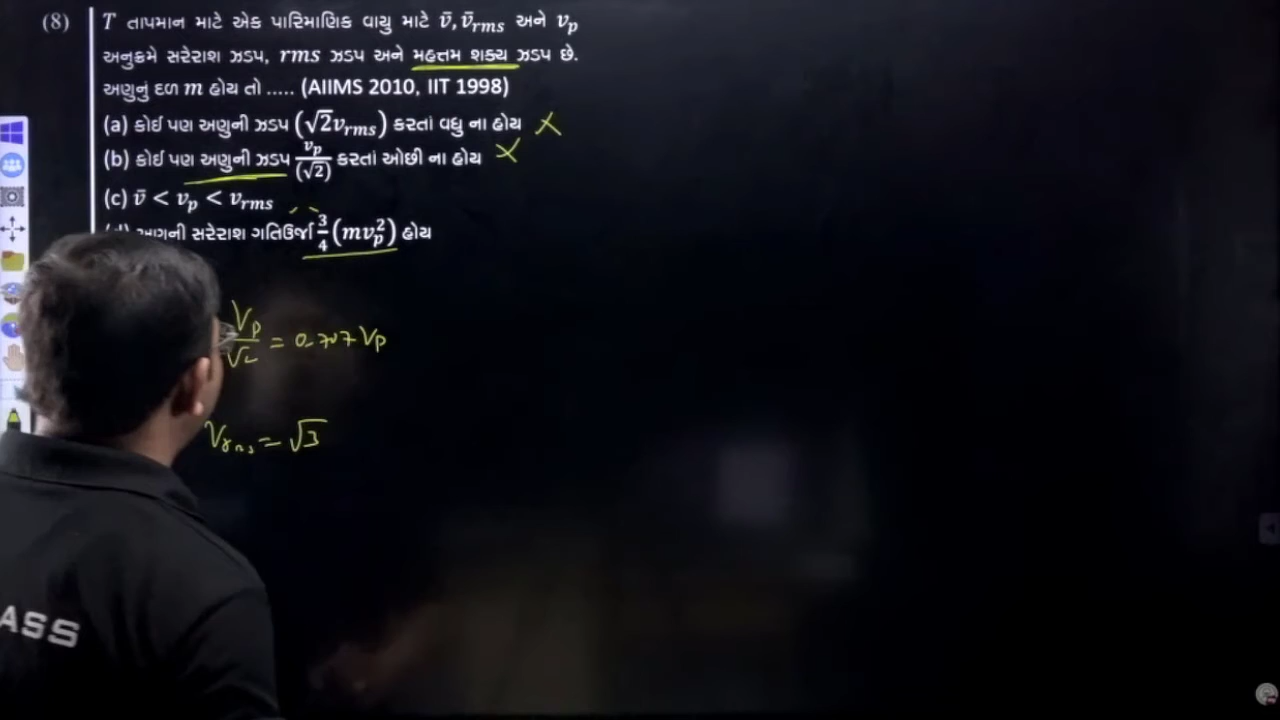 (8) T તાપમાન માટે એક પારિમાણિક વાયુ માટે v̄, v̄rms અને vp
અનુક્રમે સરેરાશ ઝડપ, rms ઝડપ અને મહત્તમ શક્ય ઝડપ છે.
અણુનું દળ m હોય તો ..... (AIIMS 2010, IIT 1998)
(a) કોઈ પણ અણુની ઝડપ (√2vrms) કરતાં વધુ ના હોય ×
(b) કોઈ પણ અણુની ઝડપ vp/(√2) કરતાં ઓછી ના હોય ×
(c) v̄ < vp < vrms
સરેરાશ ગતિઉર્જા 3/4 (mvp²) હોય
Vp/√2 = 0.707 Vp
Vrms = √3
ASS